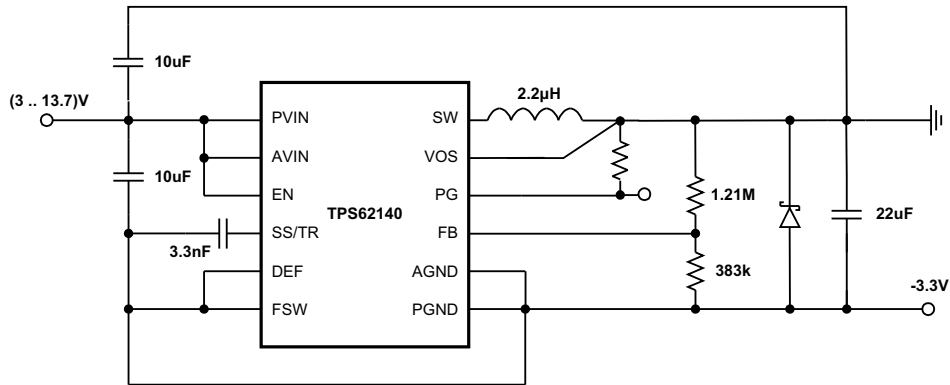 10uF
(3 .. 13.7)V
10uF
3.3nF
PVIN
AVIN
EN
SS/TR
DEF
FSW
TPS62140
SW
VOS
PG
FB
AGND
PGND
2.2µH
1.21M
383k
22uF
-3.3V